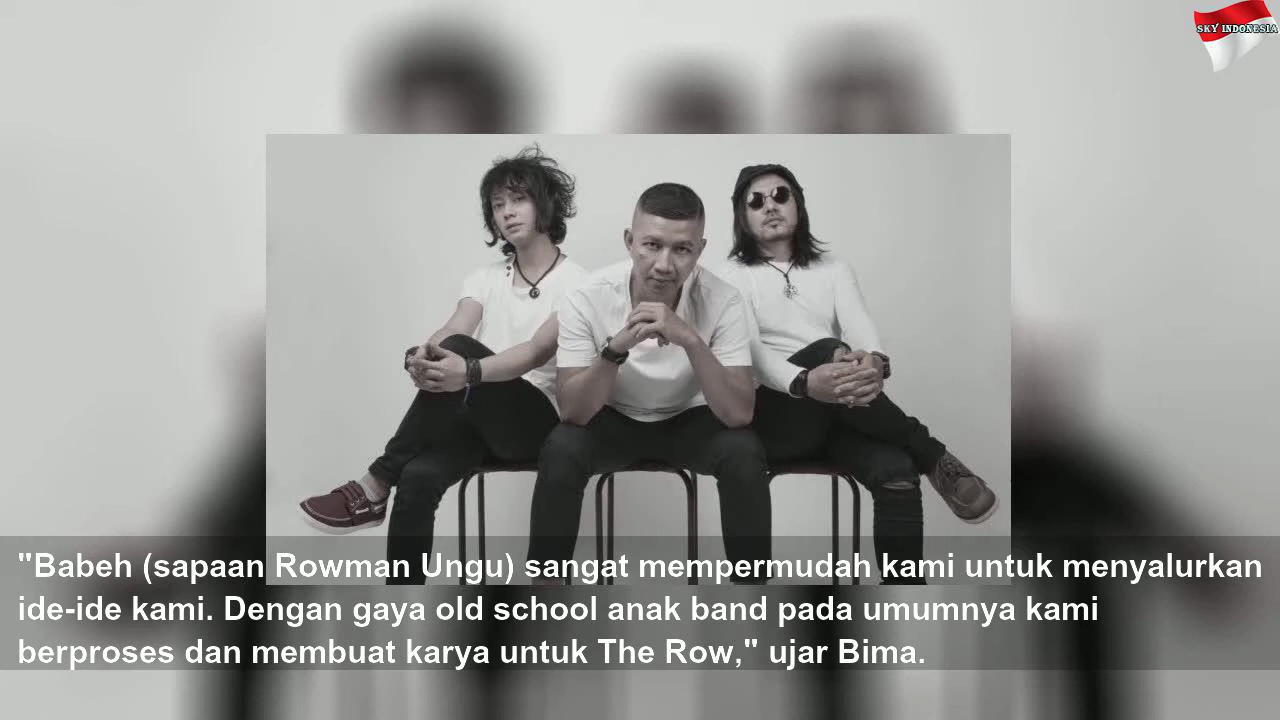 SKY INDONESIA
"Babeh (sapaan Rowman Ungu) sangat mempermudah kami untuk menyalurkan
ide-ide kami. Dengan gaya old school anak band pada umumnya kami
berproses dan membuat karya untuk The Row," ujar Bima.